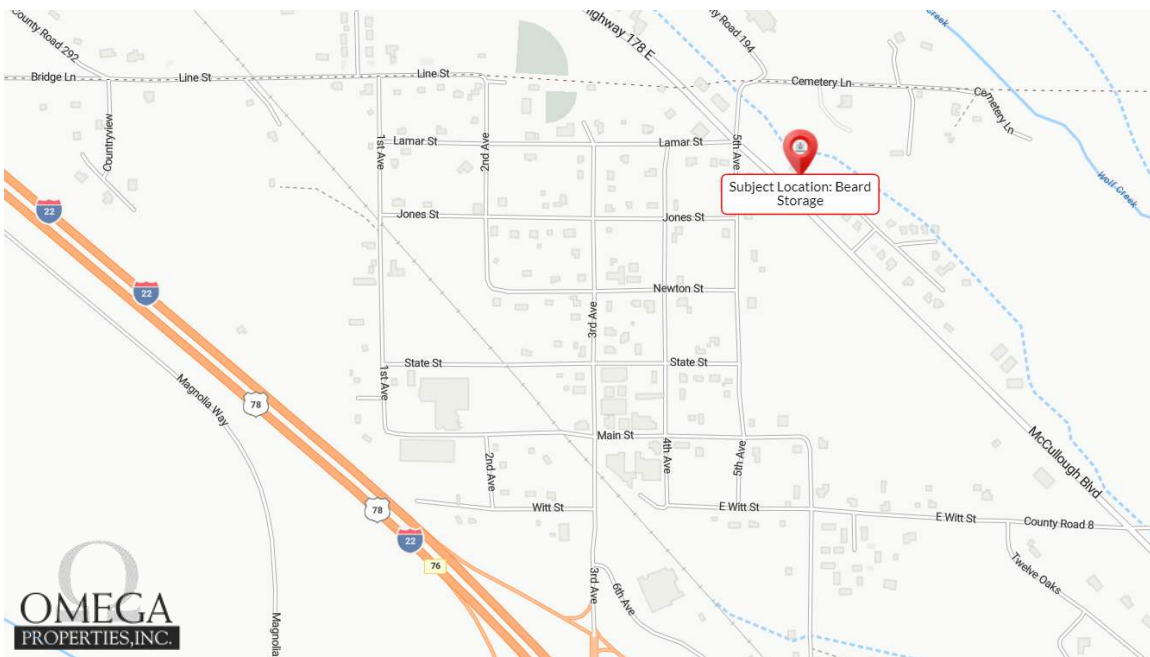 County Road 292
Highway 178 E
County Road 194
Creek
Bridge Ln
Line St
Line St
Cemetery Ln
Cemetery Ln
Countryview
1st Ave
Lamar St
2nd Ave
Lamar St
5th Ave
Wolf Creek
Subject Location: Beard
Storage
22
Jones St
Jones St
22
Newton St
3rd Ave
State St
State St
1st Ave
Magnolia Way
78
Main St
McCullough Blvd
2nd Ave
4th Ave
5th Ave
78
Witt St
E Witt St
E Witt St
County Road 8
22
76
Twelve Oaks
3rd Ave
6th Ave
Magnolia
OMEGA
PROPERTIES,INC.